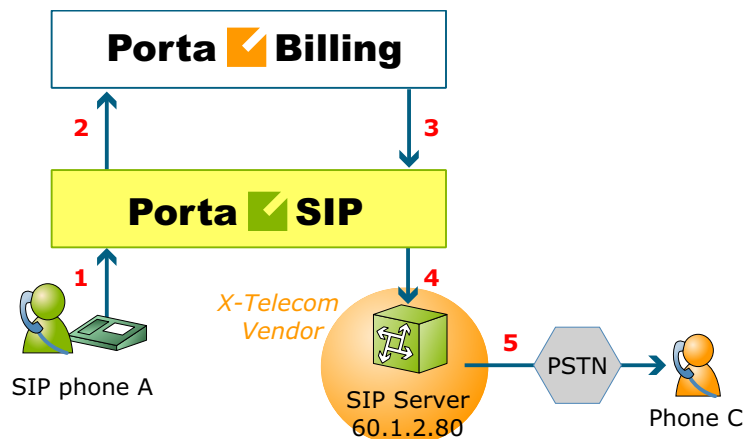 Porta Billing
2
3
Porta SIP
1
4
X-Telecom
Vendor
5
PSTN
SIP phone A
SIP Server
60.1.2.80
Phone C